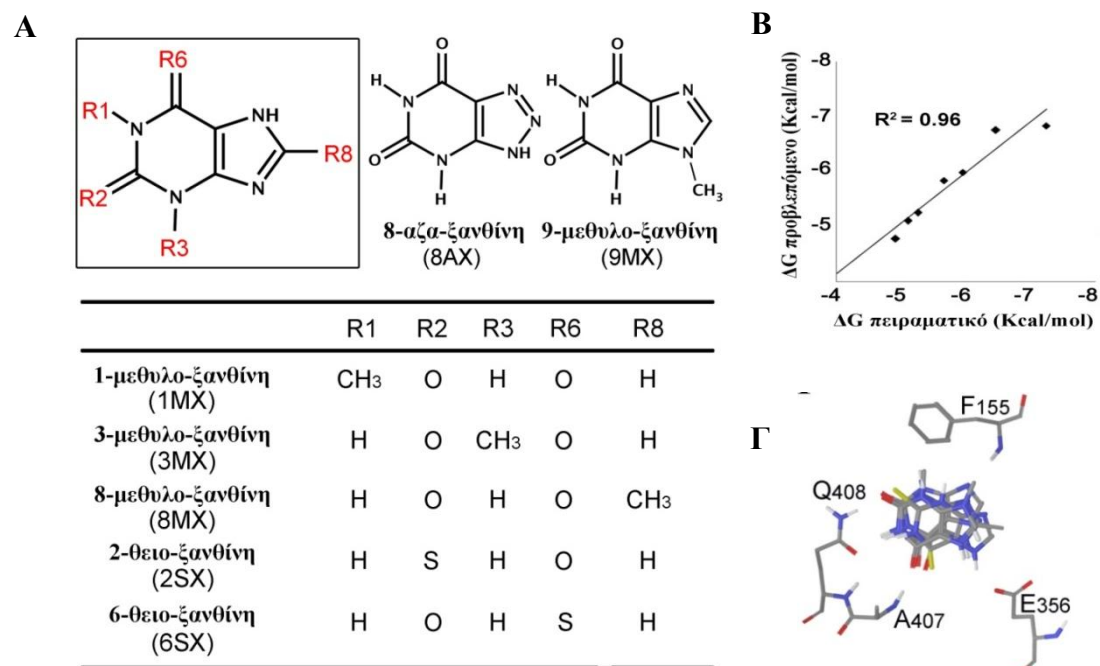 A
R6
R1
R2
R3
NH
N
N
N
R8
O
H
N
O
N
H
N
N
NH
8-αζα-ξανθίνη
(8AX)
O
H
N
O
N
H
N
N
CH3
9-μεθυλο-ξανθίνη
(9MX)
R1 R2 R3 R6 R8
1-μεθυλο-ξανθίνη
(1MX)
CH3 O H O H
3-μεθυλο-ξανθίνη
(3MX)
H O CH3 O H
8-μεθυλο-ξανθίνη
(8MX)
H O H O CH3
2-θειο-ξανθίνη
(2SX)
H S H O H
6-θειο-ξανθίνη
(6SX)
H O H S H
B
ΔG προβλεπόμενο (Kcal/mol)
-8
-7
-6
-5
R² = 0.96
-4 -5 -6 -7 -8
ΔG πειραματικό (Kcal/mol)
Γ
F155
Q408
A407
E356